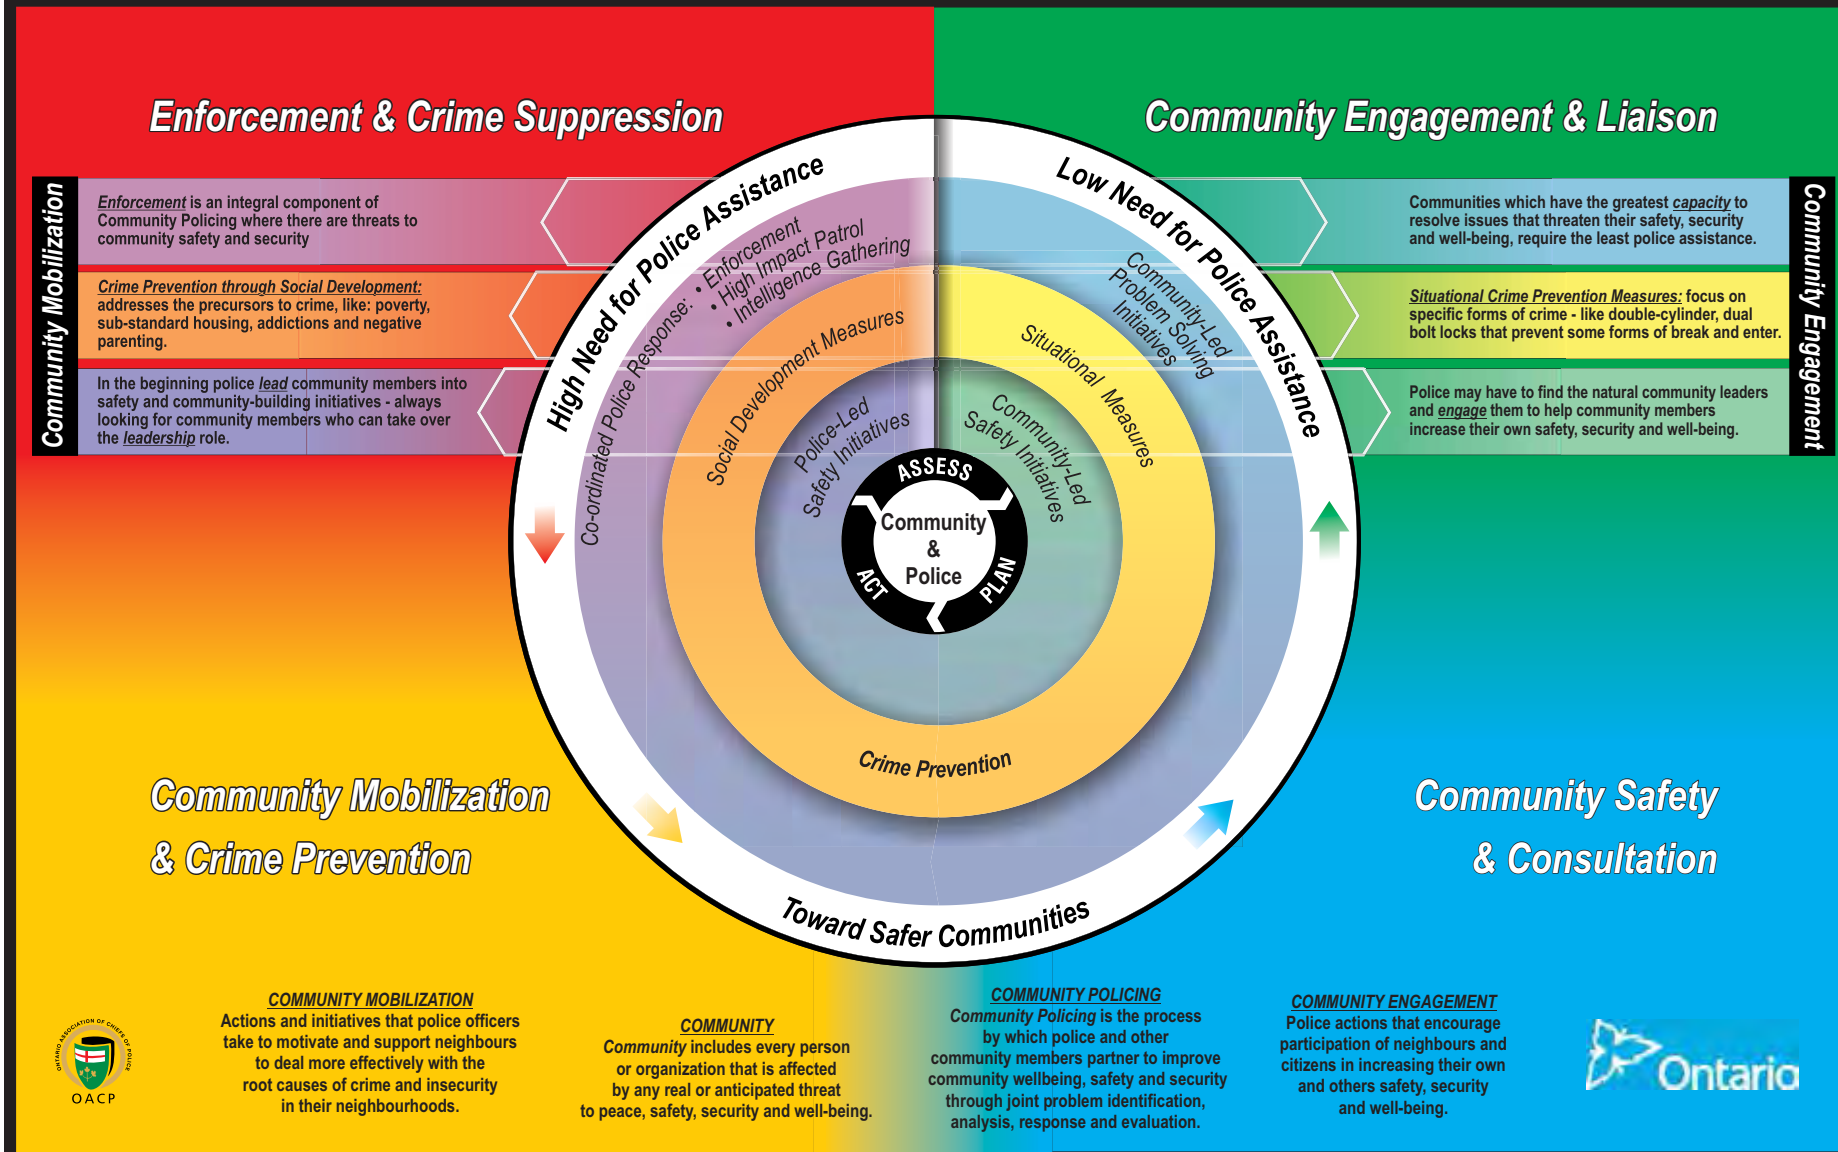 Enforcement & Crime Suppression
Community Engagement & Liaison
Community Mobilization
Enforcement is an integral component of
Community Policing where there are threats to
community safety and security
Crime Prevention through Social Development:
addresses the precursors to crime, like: poverty,
sub-standard housing, addictions and negative
parenting.
In the beginning police lead community members into
safety and community-building initiatives - always
looking for community members who can take over
the leadership role.
High Need for Police Assistance
Low Need for Police Assistance
Co-ordinated Police Response:
• Enforcement
• High Impact Patrol
• Intelligence Gathering
Community-Led
Problem Solving
Initiatives
Social Development Measures
Situational Measures
Police-Led
Safety Initiatives
Community-Led
Safety Initiatives
ASSESS
PLAN
ACT
Community
&
Police
Crime Prevention
Toward Safer Communities
Communities which have the greatest capacity to
resolve issues that threaten their safety, security
and well-being, require the least police assistance.
Situational Crime Prevention Measures: focus on
specific forms of crime - like double-cylinder, dual
bolt locks that prevent some forms of break and enter.
Police may have to find the natural community leaders
and engage them to help community members
increase their own safety, security and well-being.
Community Engagement
Community Mobilization
& Crime Prevention
Community Safety
& Consultation
ONTARIO ASSOCIATION OF CHIEFS OF POLICE
OACP
COMMUNITY MOBILIZATION
Actions and initiatives that police officers
take to motivate and support neighbours
to deal more effectively with the
root causes of crime and insecurity
in their neighbourhoods.
COMMUNITY
Community includes every person
or organization that is affected
by any real or anticipated threat
to peace, safety, security and well-being.
COMMUNITY POLICING
Community Policing is the process
by which police and other
community members partner to improve
community wellbeing, safety and security
through joint problem identification,
analysis, response and evaluation.
COMMUNITY ENGAGEMENT
Police actions that encourage
participation of neighbours and
citizens in increasing their own
and others safety, security
and well-being.
Ontario